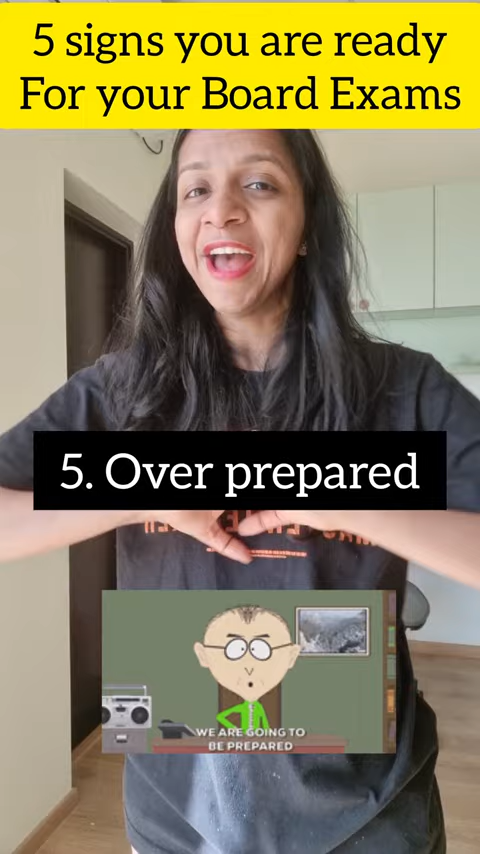 5 signs you are ready
For your Board Exams
5. Over prepared
WE ARE GOING TO
BE PREPARED